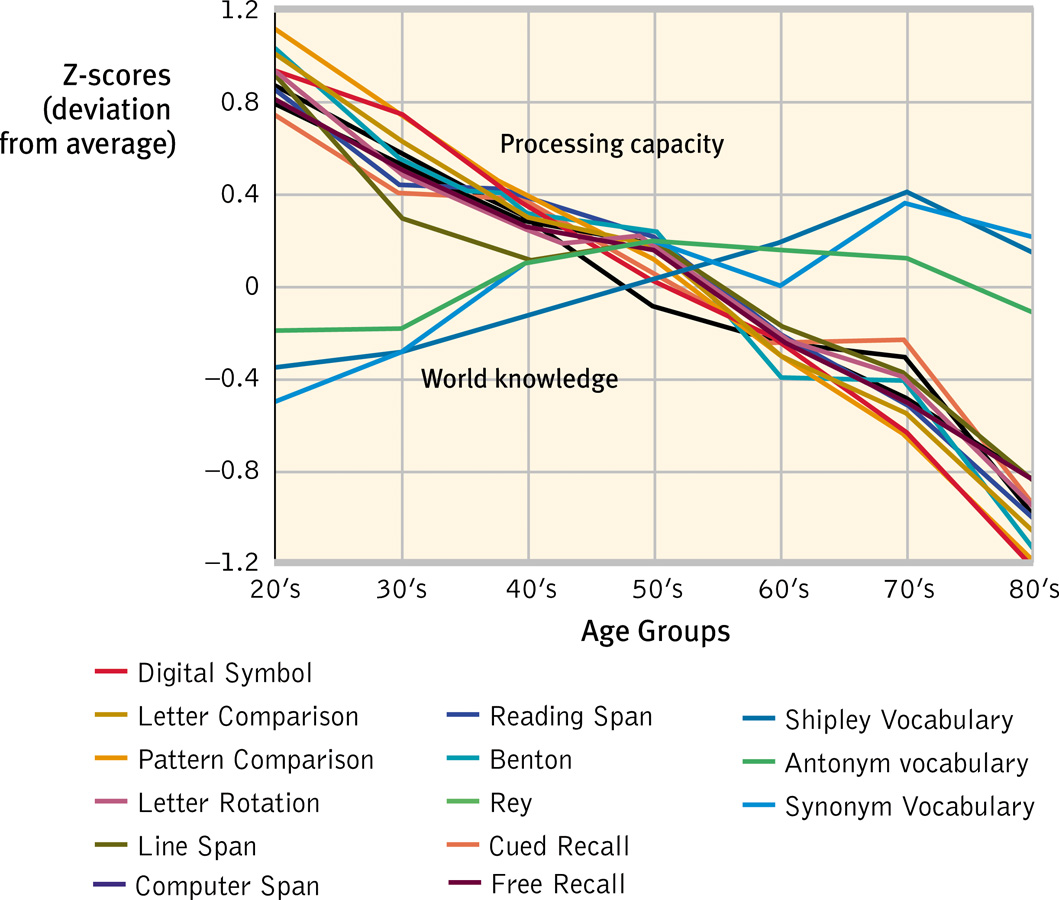 1.2
Z-scores
(deviation
from average)
0.8
Processing capacity
0.4
0
World knowledge
−0.4
−0.8
−1.2
20's 30's 40's 50's 60's 70's 80's
Age Groups
Digital Symbol
Letter Comparison
Pattern Comparison
Letter Rotation
Line Span
Computer Span
Reading Span
Benton
Rey
Cued Recall
Free Recall
Shipley Vocabulary
Antonym vocabulary
Synonym Vocabulary